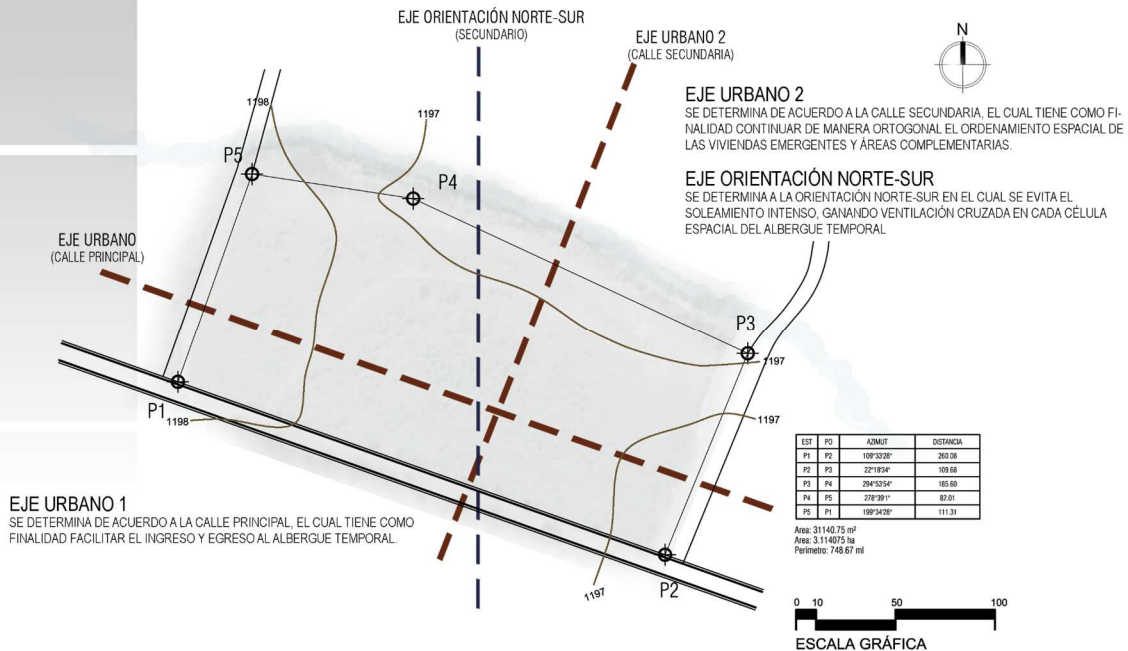 EJE ORIENTACIÓN NORTE-SUR
(SECUNDARIO)
EJE URBANO 2
(CALLE SECUNDARIA)
N
EJE URBANO 2
SE DETERMINA DE ACUERDO A LA CALLE SECUNDARIA, EL CUAL TIENE COMO FI-
NALIDAD CONTINUAR DE MANERA ORTOGONAL EL ORDENAMIENTO ESPACIAL DE
LAS VIVIENDAS EMERGENTES Y ÁREAS COMPLEMENTARIAS.
EJE ORIENTACIÓN NORTE-SUR
SE DETERMINA A LA ORIENTACIÓN NORTE-SUR EN EL CUAL SE EVITA EL
SOLEAMIENTO INTENSO, GANANDO VENTILACIÓN CRUZADA EN CADA CÉLULA
ESPACIAL DEL ALBERGUE TEMPORAL
1198
1197
P5
P4
EJE URBANO
(CALLE PRINCIPAL)
P3
1197
P1
1198
1197
1197
P2
EJE URBANO 1
SE DETERMINA DE ACUERDO A LA CALLE PRINCIPAL, EL CUAL TIENE COMO
FINALIDAD FACILITAR EL INGRESO Y EGRESO AL ALBERGUE TEMPORAL.
EST PO AZIMUT DISTANCIA
P1 P2 109°33'28" 260.08
P2 P3 22°18'34" 109.68
P3 P4 294°53'54" 185.60
P4 P5 278°39'1" 82.01
P5 P1 199°34'28" 111.31
Area: 31140.75 m²
Area: 3.114075 ha
Perimetro: 748.67 ml
0 10 50 100
ESCALA GRÁFICA